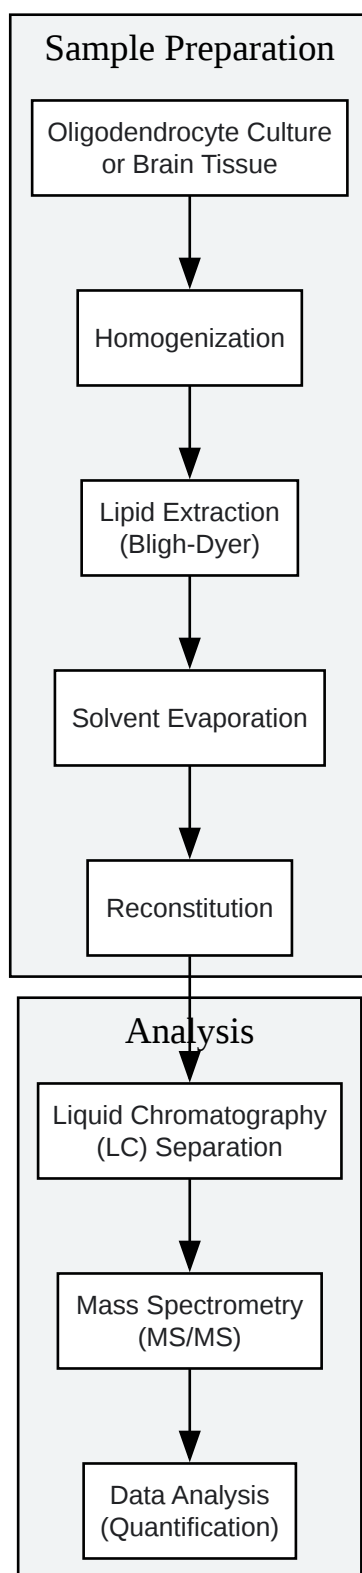 Sample Preparation
Oligodendrocyte Culture
or Brain Tissue
Homogenization
Lipid Extraction
(Bligh-Dyer)
Solvent Evaporation
Reconstitution
Analysis
Liquid Chromatography
(LC) Separation
Mass Spectrometry
(MS/MS)
Data Analysis
(Quantification)